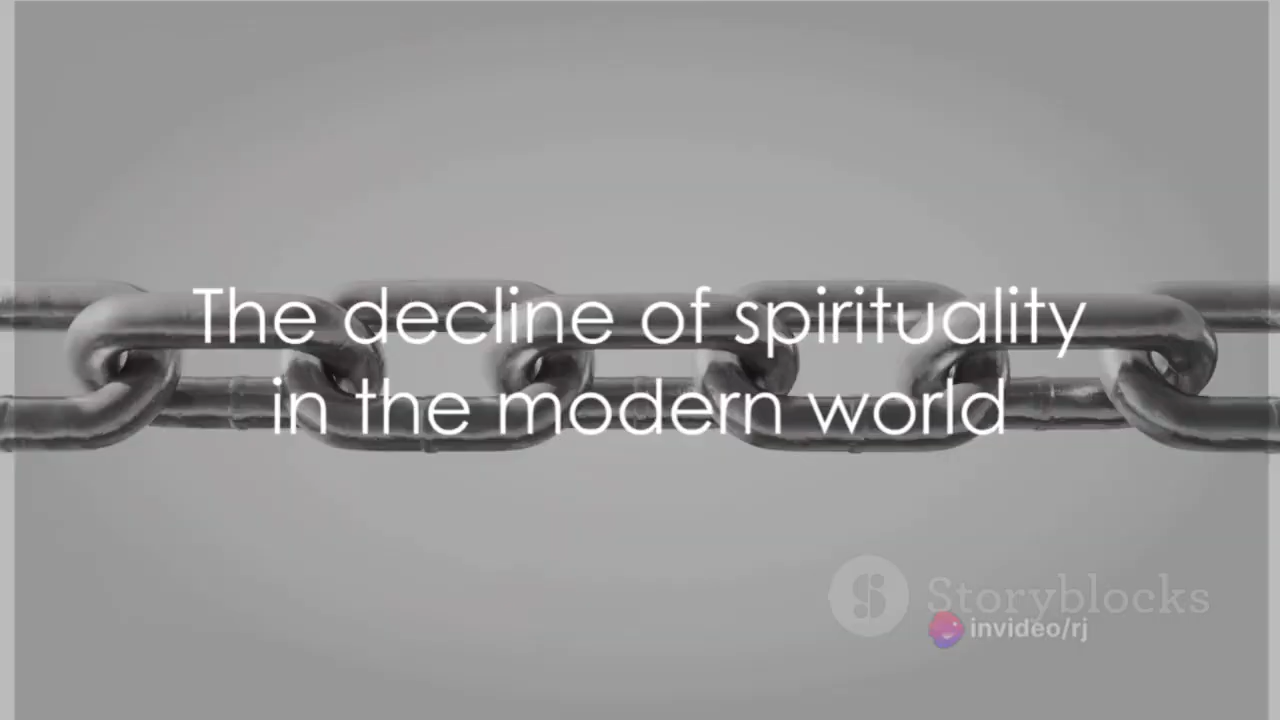 The decline of spirituality
in the modern world
Storyblocks
invideo/rj